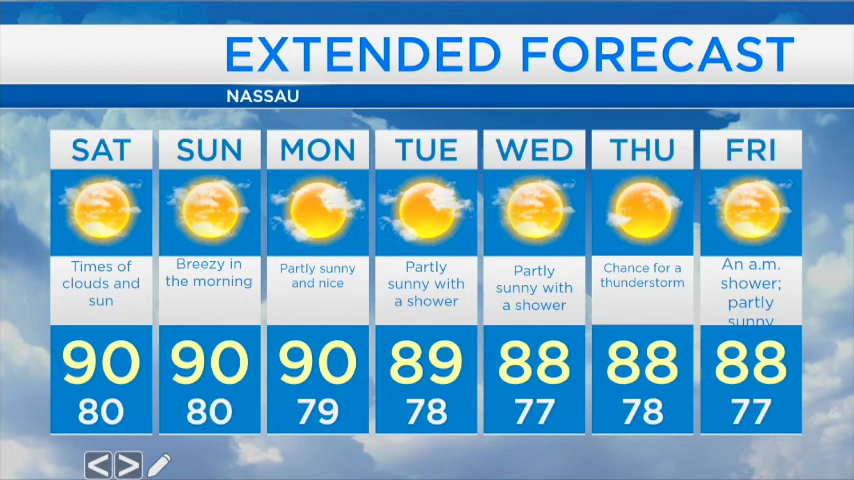 EXTENDED FORECAST
NASSAU
SAT
SUN
MON
TUE
WED
THU
FRI
Times of
clouds and
sun
Breezy in
the morning
Partly sunny
and nice
Partly
sunny with
a shower
Partly
sunny with
a shower
Chance for a
thunderstorm
An a.m.
shower;
partly
sunny
90
90
90
89
88
88
88
80
80
79
78
77
78
77
< >